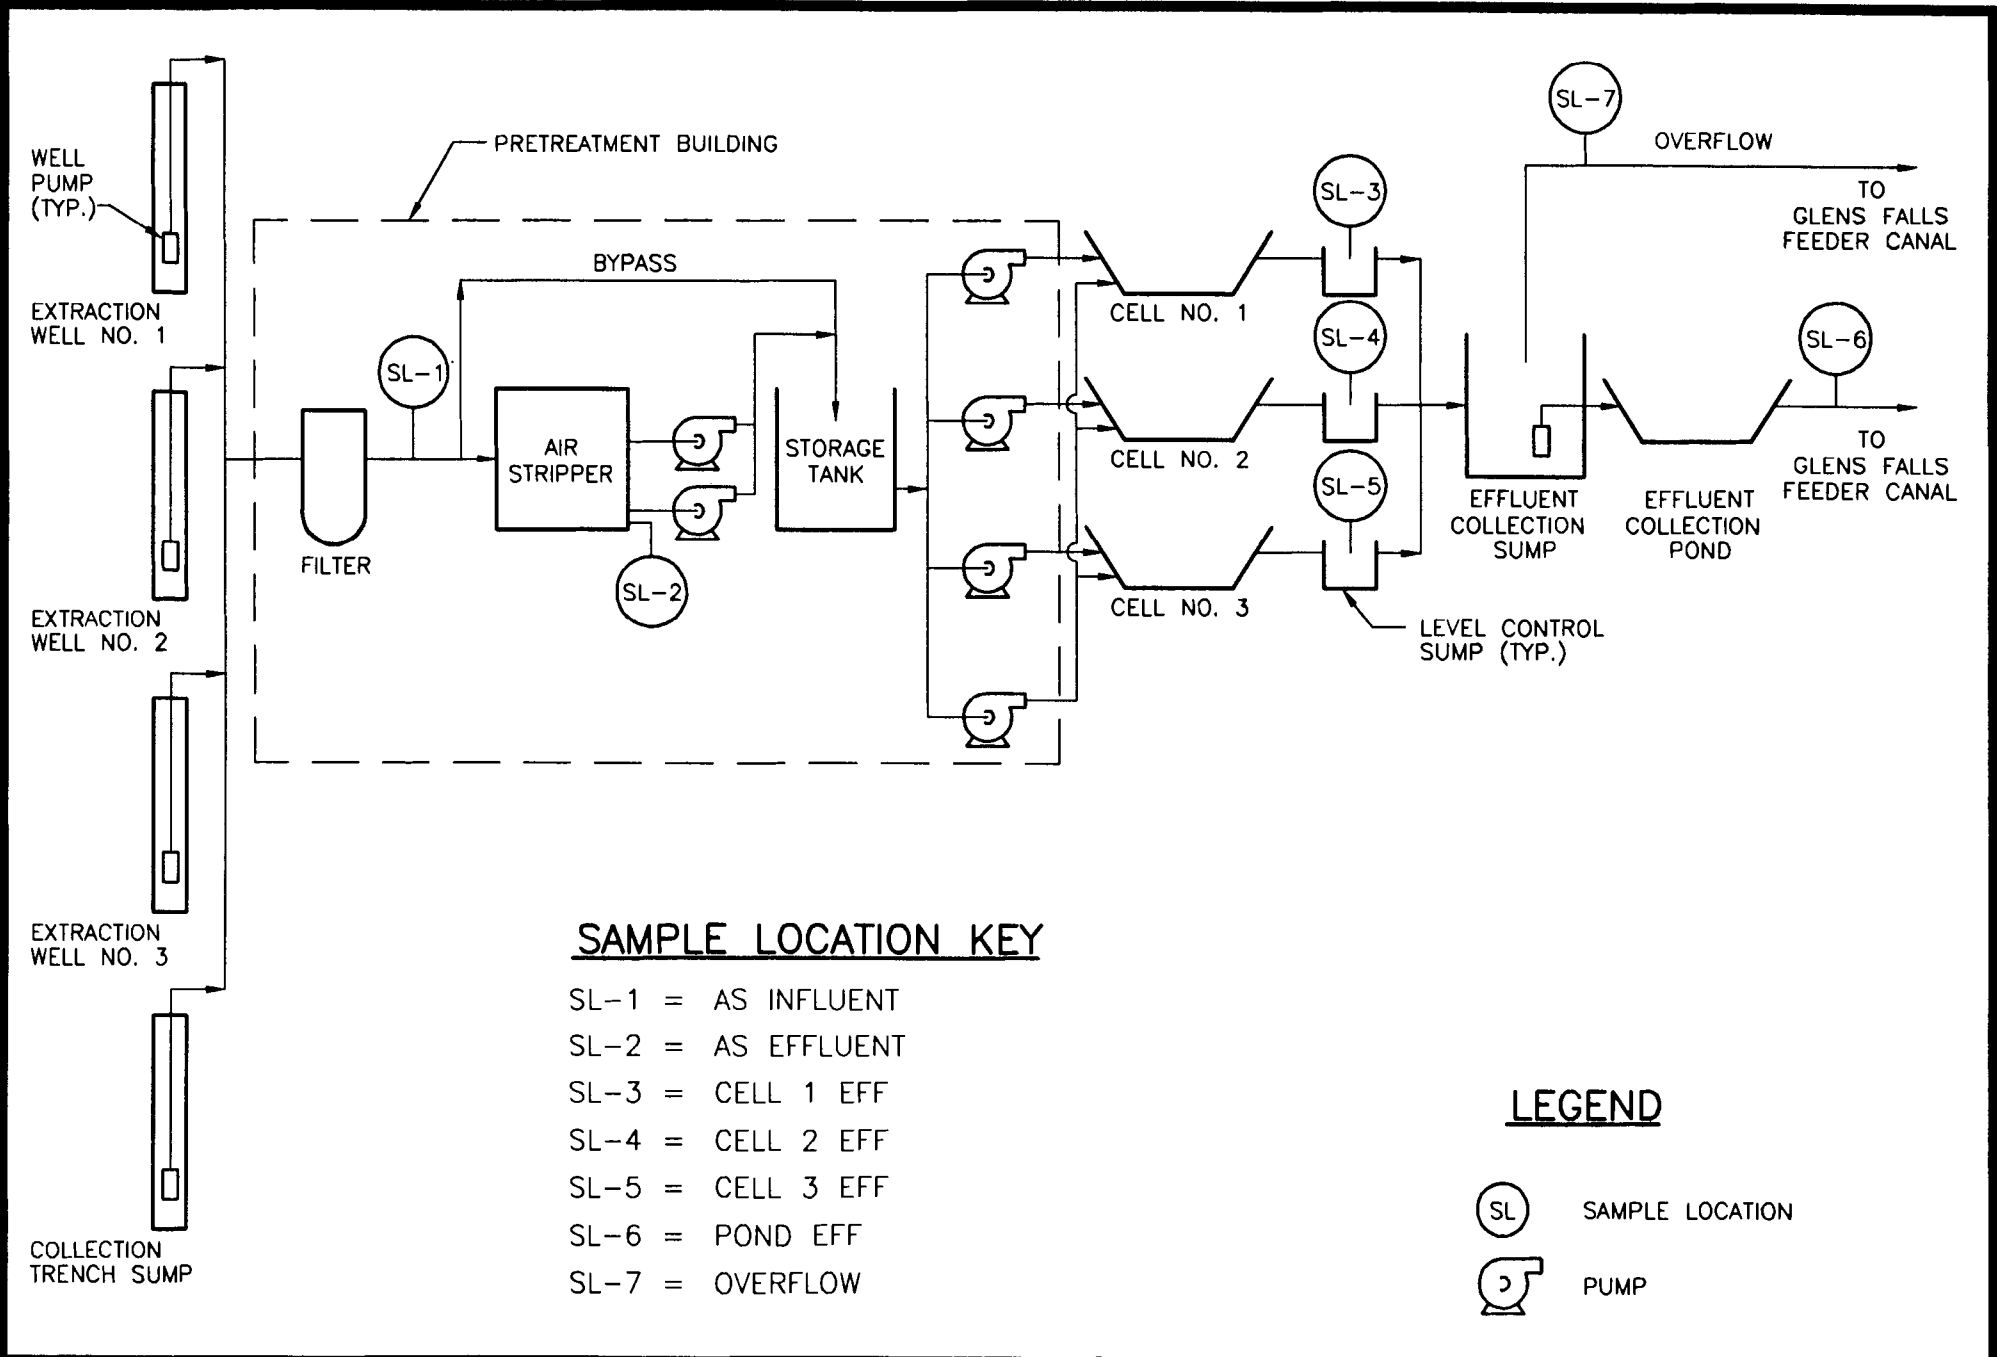 WELL
PUMP
(TYP.)
EXTRACTION
WELL NO. 1
EXTRACTION
WELL NO. 2
EXTRACTION
WELL NO. 3
COLLECTION
TRENCH SUMP
PRETREATMENT BUILDING
BYPASS
SL-1
FILTER
AIR
STRIPPER
SL-2
STORAGE
TANK
CELL NO. 1
CELL NO. 2
CELL NO. 3
SL-3
SL-4
SL-5
LEVEL CONTROL
SUMP (TYP.)
SL-7
OVERFLOW
TO
GLENS FALLS
FEEDER CANAL
SL-6
TO
GLENS FALLS
FEEDER CANAL
EFFLUENT
COLLECTION
SUMP
EFFLUENT
COLLECTION
POND
SAMPLE LOCATION KEY
SL-1 = AS INFLUENT
SL-2 = AS EFFLUENT
SL-3 = CELL 1 EFF
SL-4 = CELL 2 EFF
SL-5 = CELL 3 EFF
SL-6 = POND EFF
SL-7 = OVERFLOW
LEGEND
SL SAMPLE LOCATION
PUMP